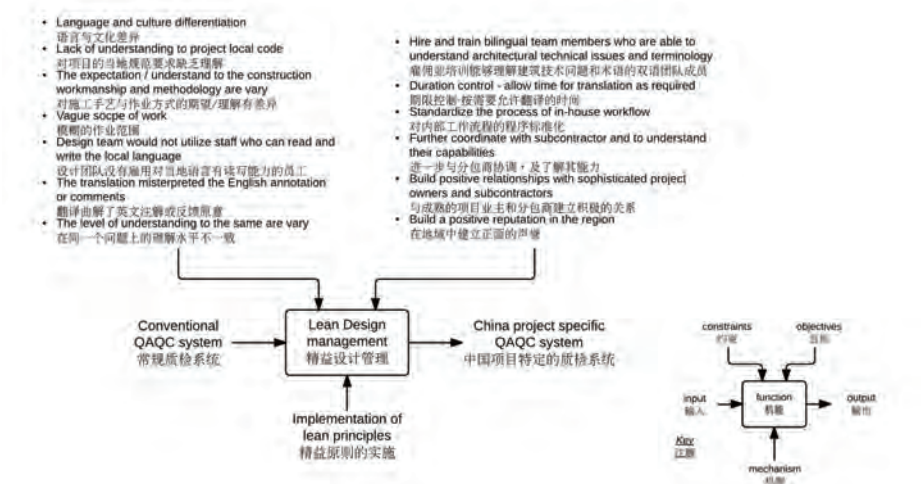 • Language and culture differentiation
语言与文化差异
• Lack of understanding to project local code
对项目的当地规范要求缺乏理解
• The expectation / understand to the construction
workmanship and methodology are vary
对施工手艺与作业方式的期望/理解有差异
• Vague socpe of work
模糊的作业范围
• Design team would not utilize staff who can read and
write the local language
设计团队没有雇用对当地语言有读写能力的员工
• The translation misterpreted the English annotation
or comments
翻译曲解了英文注解或反馈原意
• The level of understanding to the same are vary
在同一个问题上的理解水平不一致
• Hire and train bilingual team members who are able to
understand architectural technical issues and terminology
雇佣并培训能够理解建筑技术问题和术语的双语团队成员
• Duration control - allow time for translation as required
期限控制-按需要允许翻译的时间
• Standardize the process of in-house workflow
对内部工作流程的程序标准化
• Further coordinate with subcontractor and to understand
their capabilities
进一步与分包商协调，及了解其能力
• Build positive relationships with sophisticated project
owners and subcontractors
与成熟的项目业主和分包商建立积极的关系
• Build a positive reputation in the region
在地域中建立正面的声誉
Conventional
QAQC system
常规质检系统
Lean Design
management
精益设计管理
China project specific
QAQC system
中国项目特定的质检系统
Implementation of
lean principles
精益原则的实施
constraints
约束
objectives
目标
input
输入
function
机能
output
输出
Key
注释
mechanism